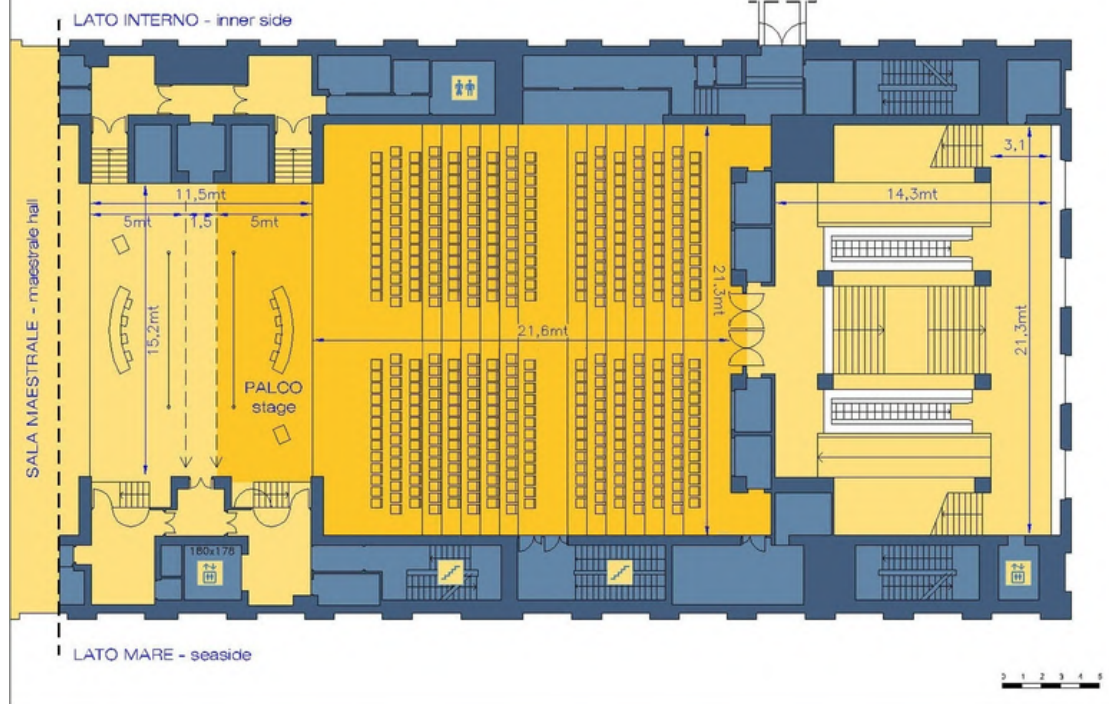 LATO INTERNO - inner side
SALA MAESTRALE - maestrale hall
11,5mt
5mt
1,5
5mt
15,2mt
PALCO
stage
21,6mt
21,3mt
3,1
14,3mt
21,3mt
180x178
LATO MARE - seaside
0 1 2 3 4 5